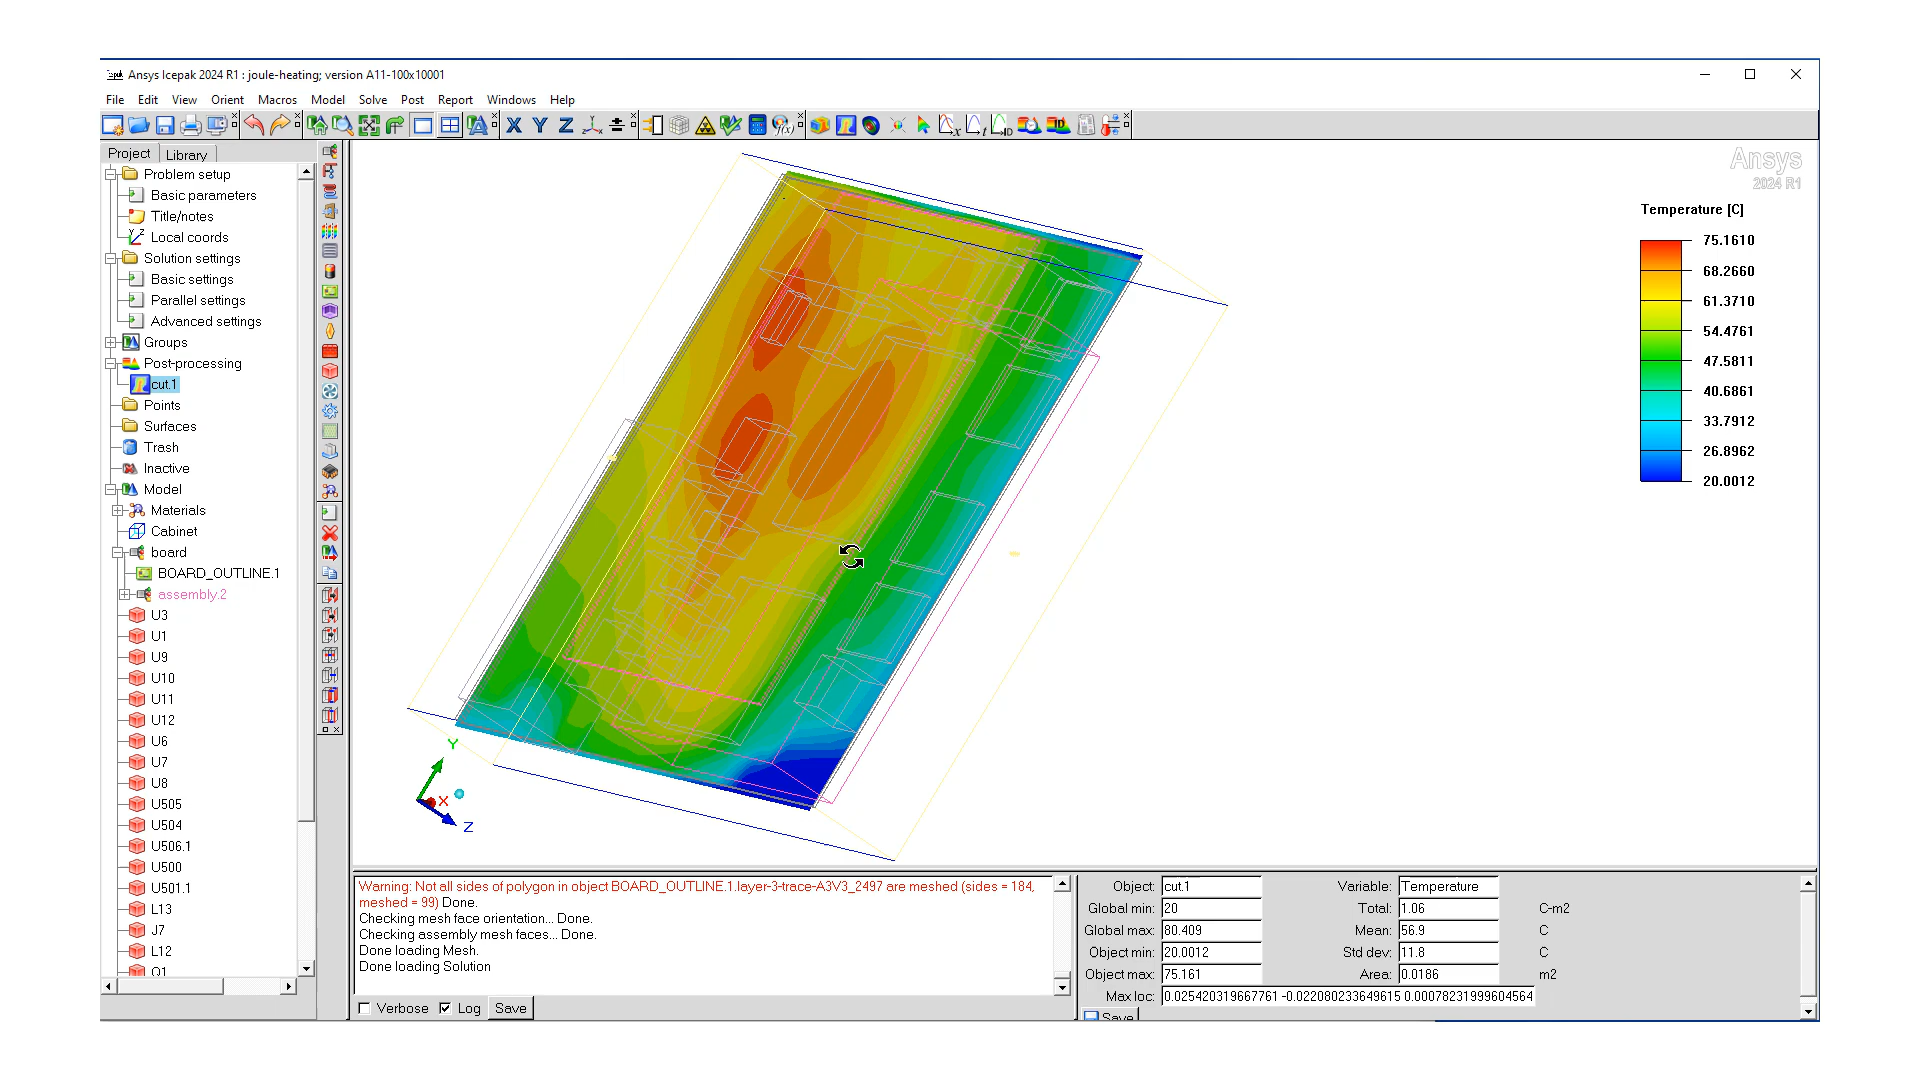 Ansys Icepak 2024 R1 : joule-heating; version A11-100x10001
File Edit View Orient Macros Model Solve Post Report Windows Help
X Y Z
Project Library
Problem setup
Basic parameters
Title/notes
Local coords
Solution settings
Basic settings
Parallel settings
Advanced settings
Groups
Post-processing
cut.1
Points
Surfaces
Trash
Inactive
Model
Materials
Cabinet
board
BOARD_OUTLINE.1
assembly.2
U3
U1
U9
U10
U11
U12
U6
U7
U8
U505
U504
U506.1
U500
U501.1
L13
J7
L12
Q1
Ansys
2024 R1
Temperature [C]
75.1610
68.2660
61.3710
54.4761
47.5811
40.6861
33.7912
26.8962
20.0012
Y
X
Z
Warning: Not all sides of polygon in object BOARD_OUTLINE.1.layer-3-trace-A3V3_2497 are meshed (sides = 184,
meshed = 99) Done.
Checking mesh face orientation... Done.
Checking assembly mesh faces... Done.
Done loading Mesh.
Done loading Solution
Verbose Log Save
Object: cut.1 Variable: Temperature
Global min: 20 Total: 1.06 C-m2
Global max: 80.409 Mean: 56.9 C
Object min: 20.0012 Std dev: 11.8 C
Object max: 75.161 Area: 0.0186 m2
Max loc: 0.025420319667761 -0.022080233649615 0.00078231999604564
Save